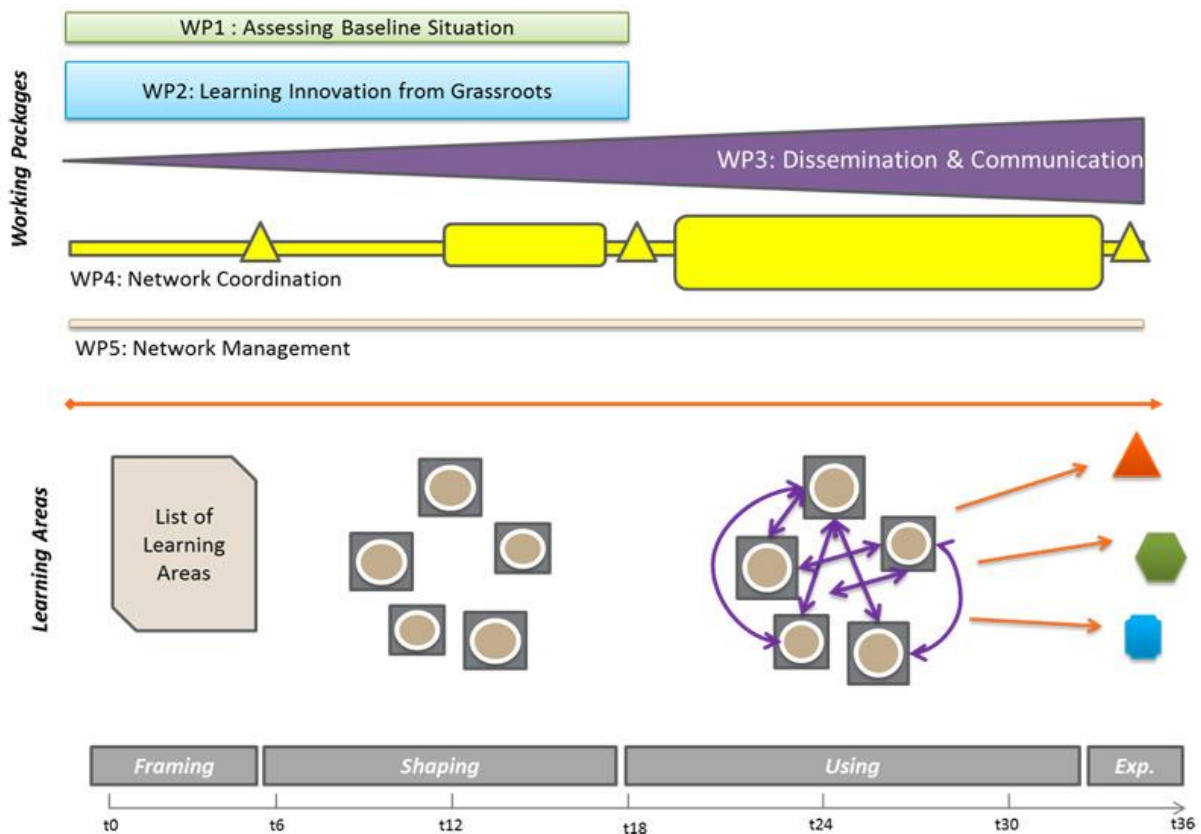 WP1 : Assessing Baseline Situation
WP2: Learning Innovation from Grassroots
WP3: Dissemination & Communication
WP4: Network Coordination
WP5: Network Management
Working Packages
List of
Learning
Areas
Learning Areas
Framing
Shaping
Using
Exp.
t0
t6
t12
t18
t24
t30
t36